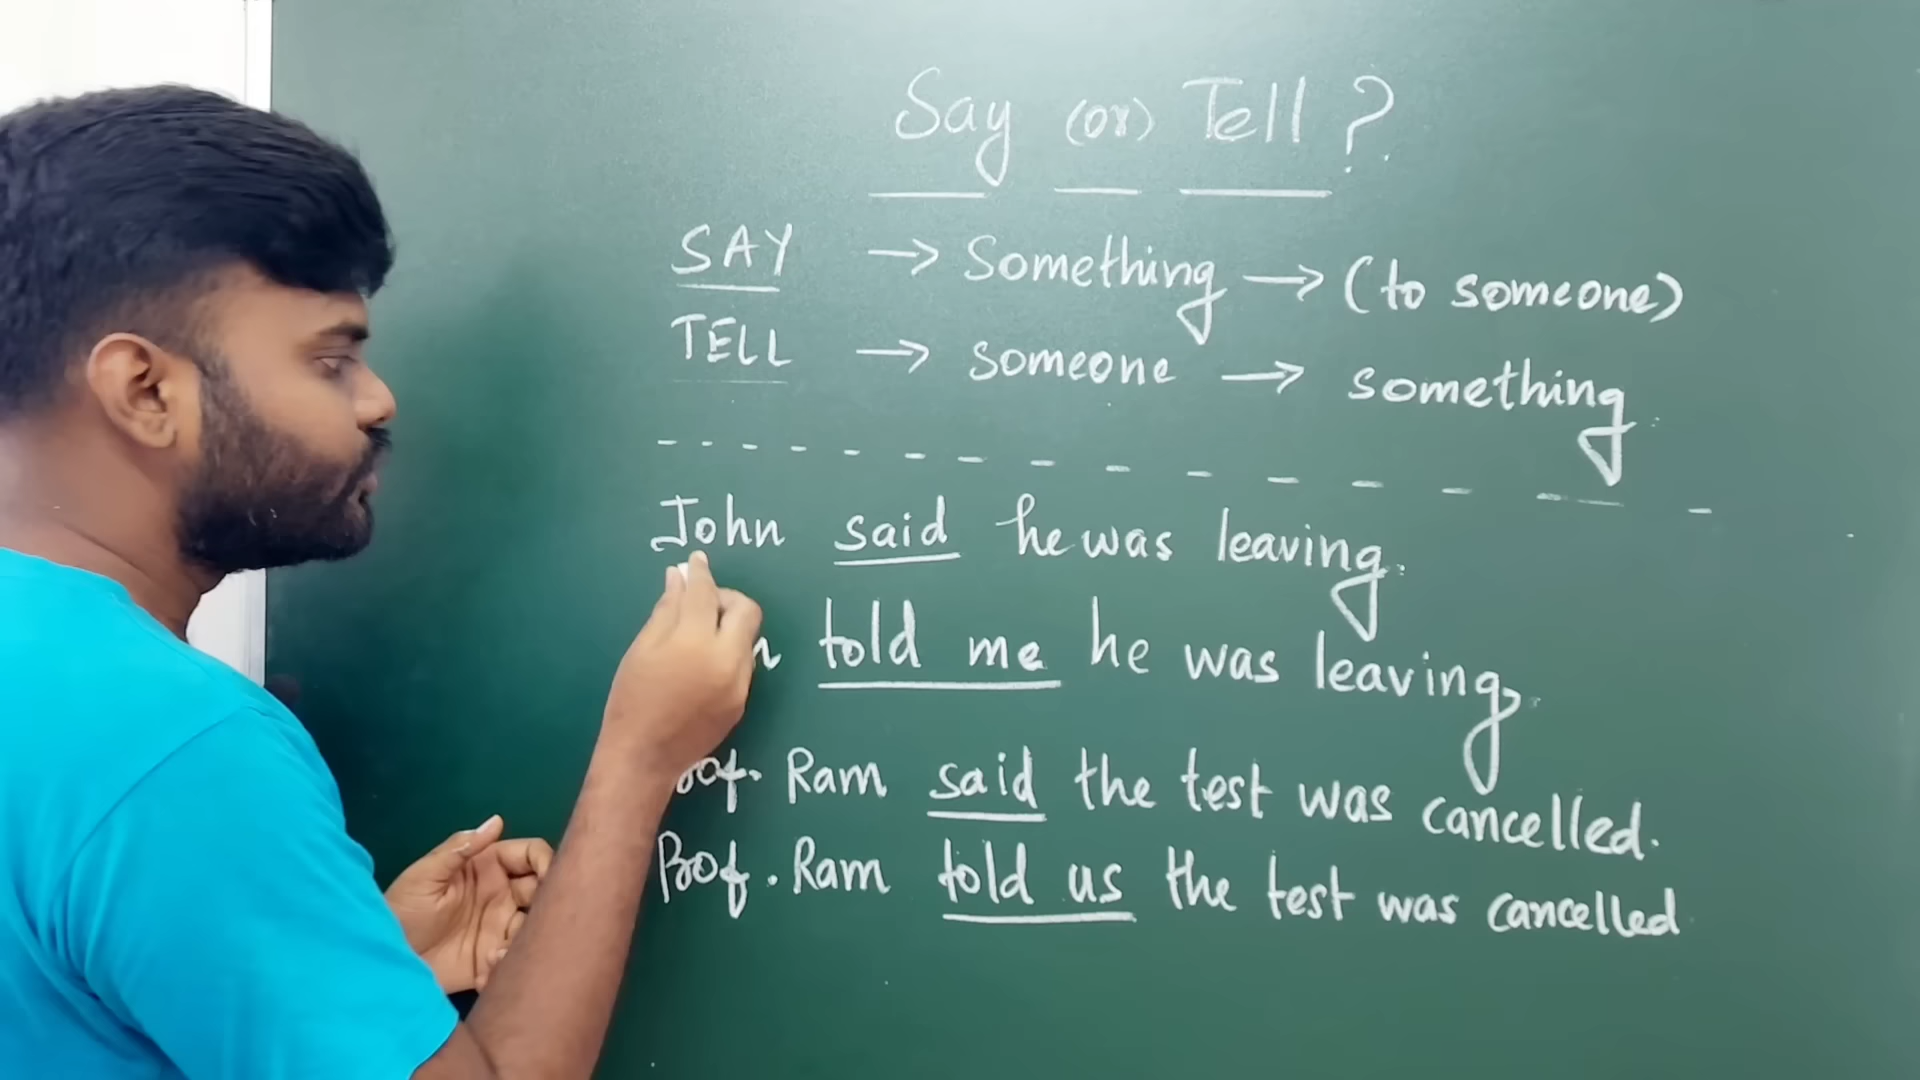 Say (or) Tell ?
SAY → Something → (to someone)
TELL → someone → something
John said he was leaving.
told me he was leaving.
Ram said the test was cancelled.
Prof. Ram told us the test was cancelled